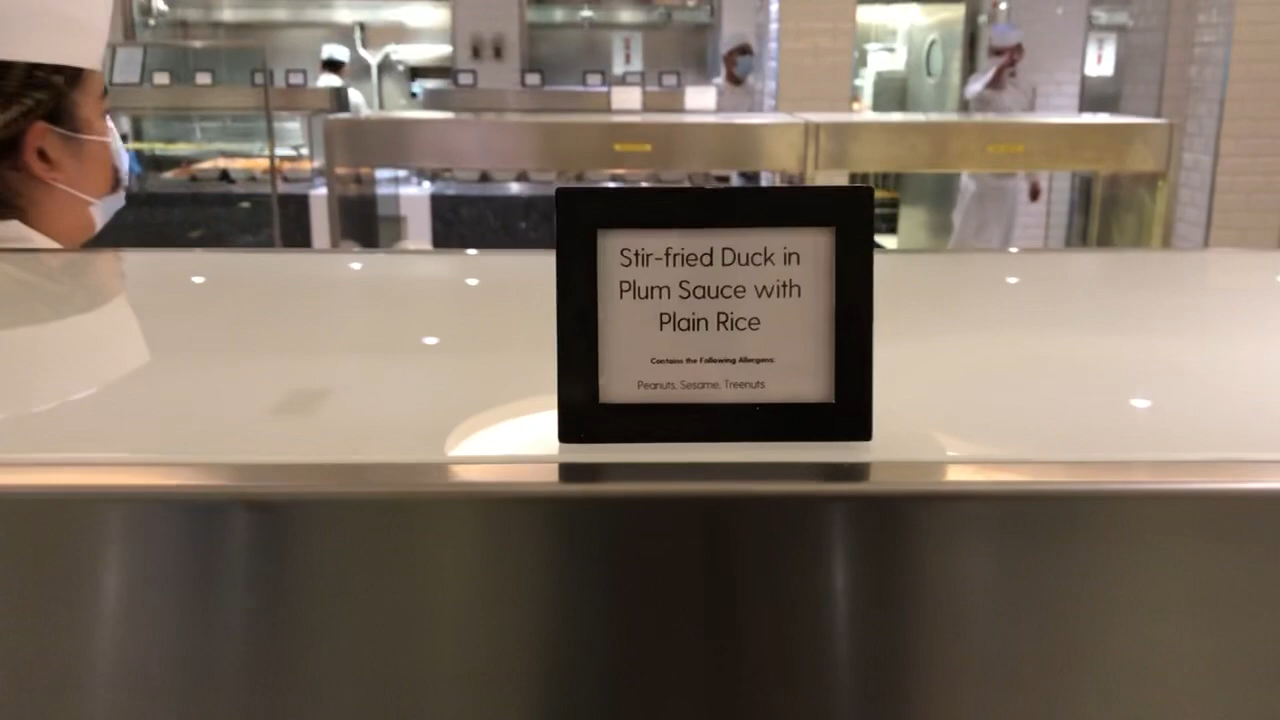 Stir-fried Duck in
Plum Sauce with
Plain Rice
Contains the Following Allergens:
Peanuts, Sesame, Treenuts